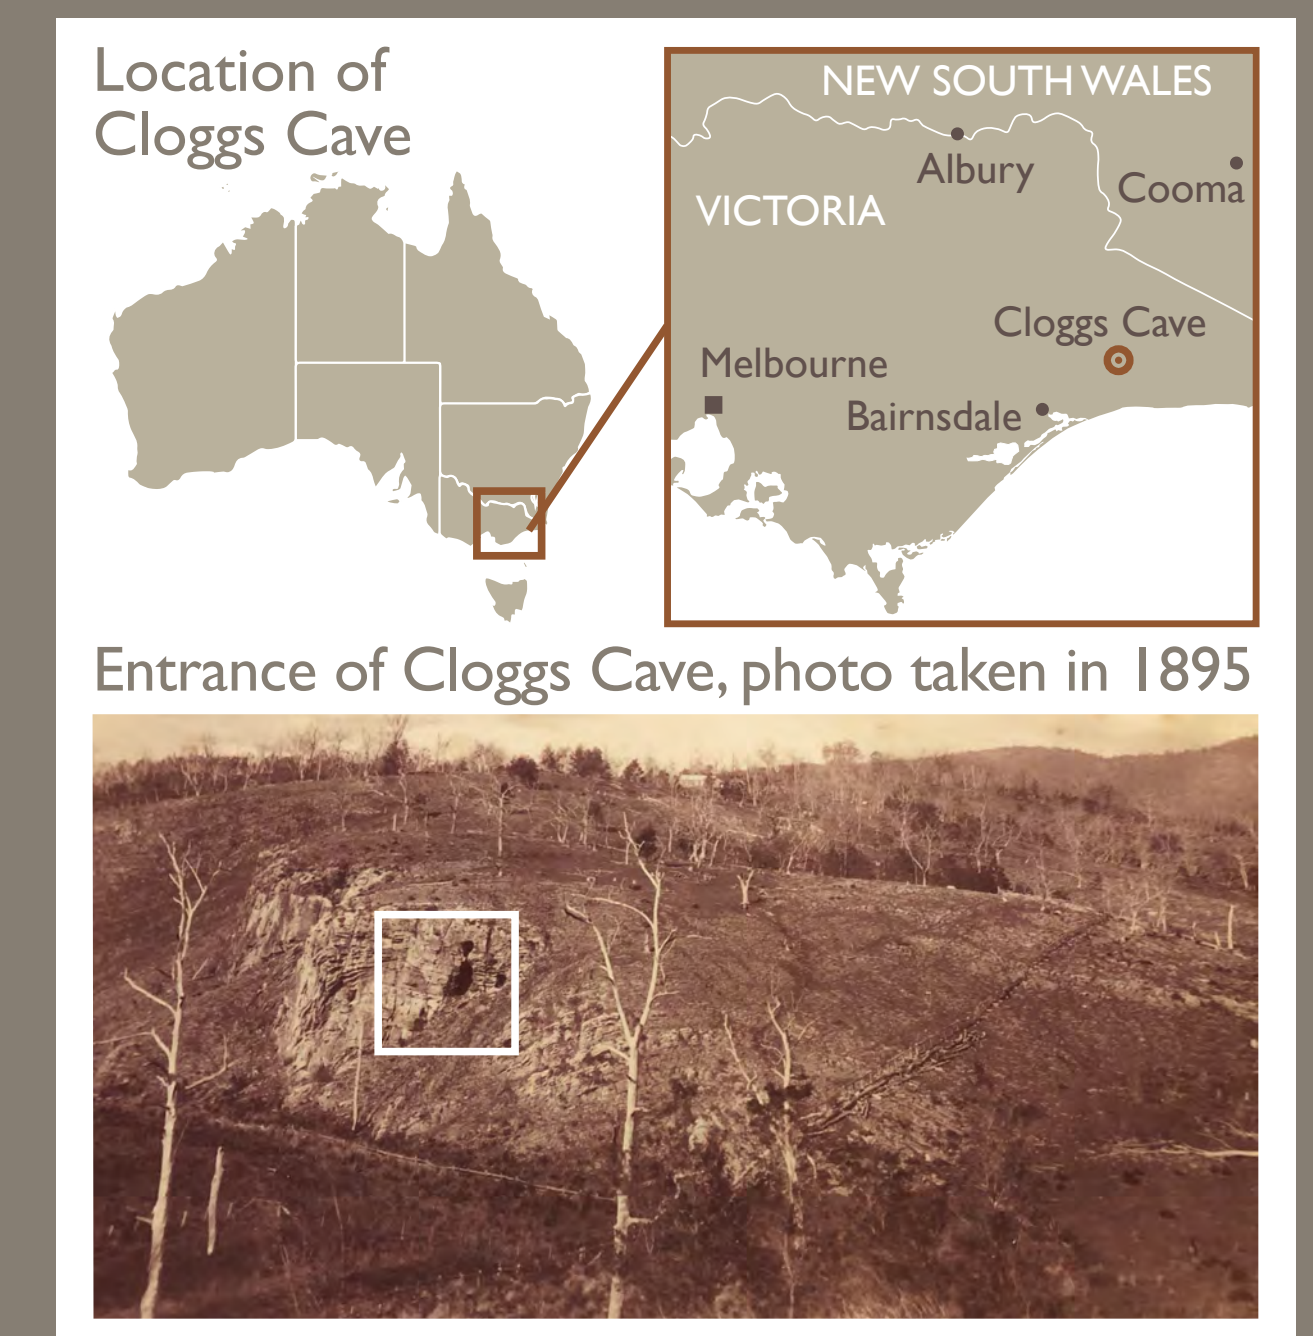 Location of
Cloggs Cave
NEW SOUTH WALES
Albury
Cooma
VICTORIA
Cloggs Cave
Melbourne
Bairnsdale
Entrance of Cloggs Cave, photo taken in 1895